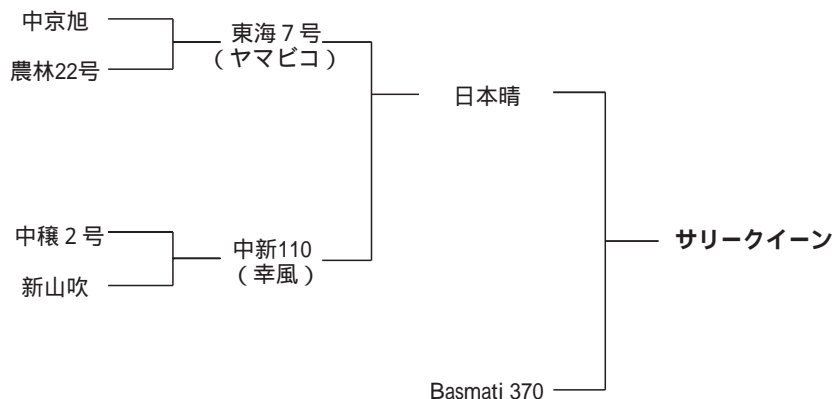 中京旭
農林22号
東海７号
（ヤマビコ）
日本晴
中穣２号
新山吹
中新110
（幸風）
サリークイーン
Basmati 370